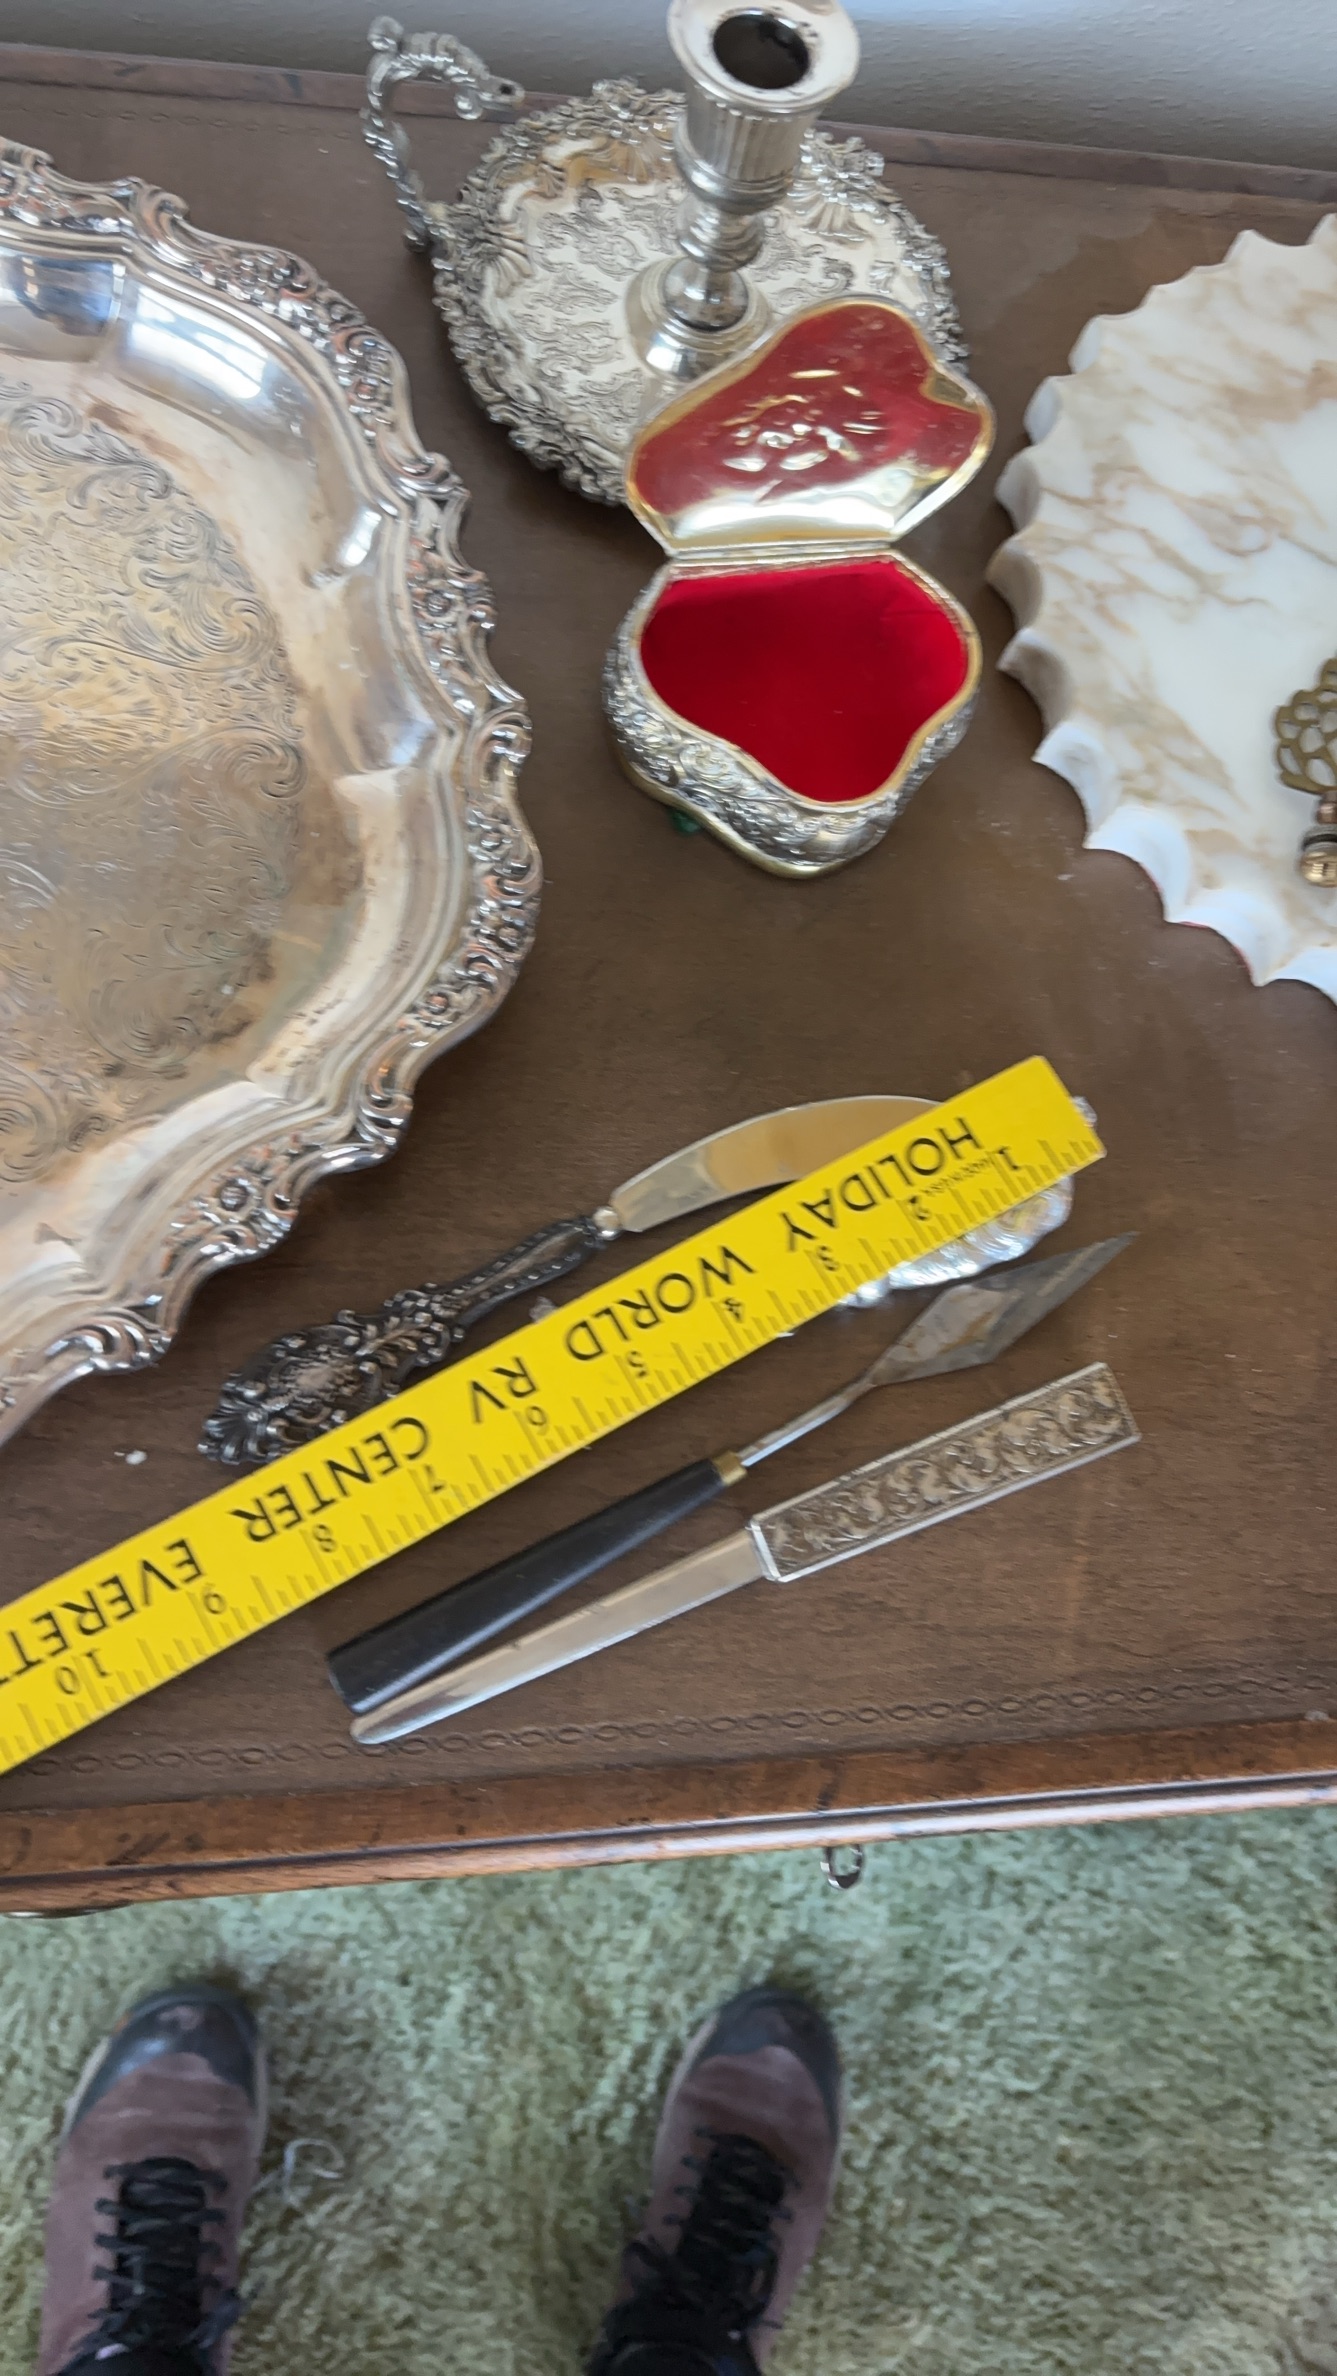 EVERETT CENTER RV WORLD HOLIDAY
1 2 3 4 5 6 7 8 9 10